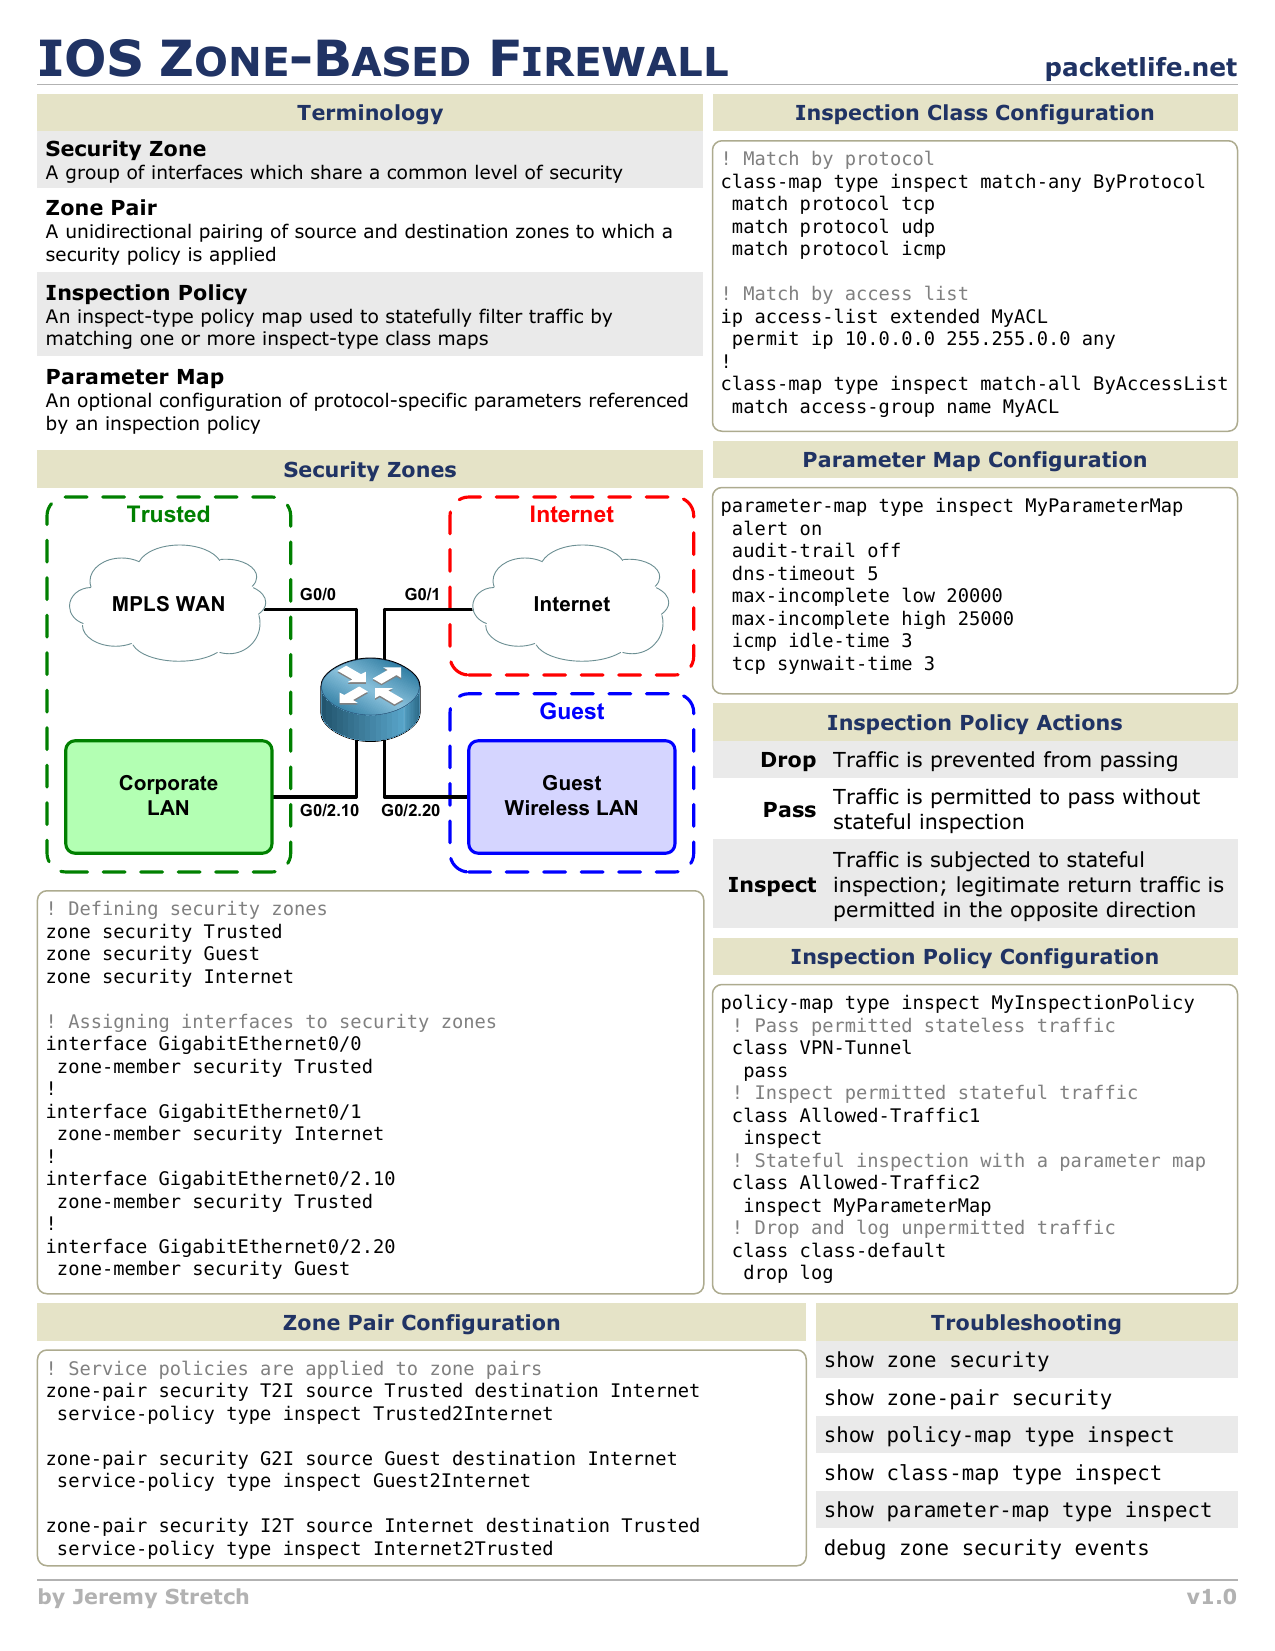 IOS ZONE-BASED FIREWALL
packetlife.net
Terminology
Security Zone
A group of interfaces which share a common level of security
Zone Pair
A unidirectional pairing of source and destination zones to which a
security policy is applied
Inspection Policy
An inspect-type policy map used to statefully filter traffic by
matching one or more inspect-type class maps
Parameter Map
An optional configuration of protocol-specific parameters referenced
by an inspection policy
Security Zones
Trusted
MPLS WAN
Corporate
LAN
G0/0
G0/1
G0/2.10
G0/2.20
Internet
Internet
Guest
Guest
Wireless LAN
! Defining security zones
zone security Trusted
zone security Guest
zone security Internet
! Assigning interfaces to security zones
interface GigabitEthernet0/0
 zone-member security Trusted
!
interface GigabitEthernet0/1
 zone-member security Internet
!
interface GigabitEthernet0/2.10
 zone-member security Trusted
!
interface GigabitEthernet0/2.20
 zone-member security Guest
Inspection Class Configuration
! Match by protocol
class-map type inspect match-any ByProtocol
 match protocol tcp
 match protocol udp
 match protocol icmp
! Match by access list
ip access-list extended MyACL
 permit ip 10.0.0.0 255.255.0.0 any
!
class-map type inspect match-all ByAccessList
 match access-group name MyACL
Parameter Map Configuration
parameter-map type inspect MyParameterMap
 alert on
 audit-trail off
 dns-timeout 5
 max-incomplete low 20000
 max-incomplete high 25000
 icmp idle-time 3
 tcp synwait-time 3
Inspection Policy Actions
Drop Traffic is prevented from passing
Pass Traffic is permitted to pass without
stateful inspection
Inspect Traffic is subjected to stateful
inspection; legitimate return traffic is
permitted in the opposite direction
Inspection Policy Configuration
policy-map type inspect MyInspectionPolicy
 ! Pass permitted stateless traffic
 class VPN-Tunnel
  pass
 ! Inspect permitted stateful traffic
 class Allowed-Traffic1
  inspect
 ! Stateful inspection with a parameter map
 class Allowed-Traffic2
  inspect MyParameterMap
 ! Drop and log unpermitted traffic
 class class-default
  drop log
Zone Pair Configuration
! Service policies are applied to zone pairs
zone-pair security T2I source Trusted destination Internet
 service-policy type inspect Trusted2Internet
zone-pair security G2I source Guest destination Internet
 service-policy type inspect Guest2Internet
zone-pair security I2T source Internet destination Trusted
 service-policy type inspect Internet2Trusted
Troubleshooting
show zone security
show zone-pair security
show policy-map type inspect
show class-map type inspect
show parameter-map type inspect
debug zone security events
by Jeremy Stretch
v1.0